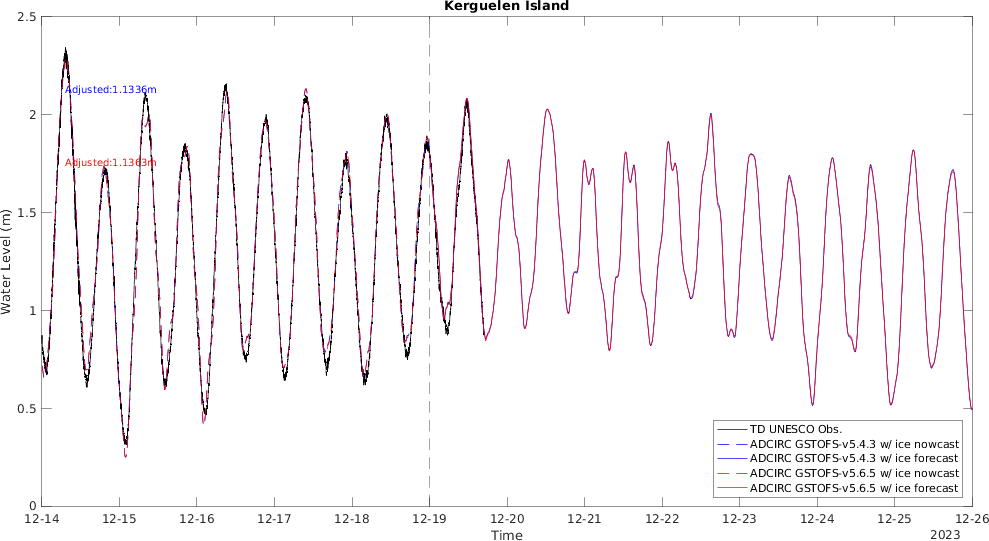 Kerguelen Island
2.5
2
1.5
1
0.5
0
Water Level (m)
Adjusted:1.1336m
Adjusted:1.1363m
TD UNESCO Obs.
ADCIRC GSTOFS-v5.4.3 w/ ice nowcast
ADCIRC GSTOFS-v5.4.3 w/ ice forecast
ADCIRC GSTOFS-v5.6.5 w/ ice nowcast
ADCIRC GSTOFS-v5.6.5 w/ ice forecast
12-14 12-15 12-16 12-17 12-18 12-19 12-20 12-21 12-22 12-23 12-24 12-25 12-26
Time
2023